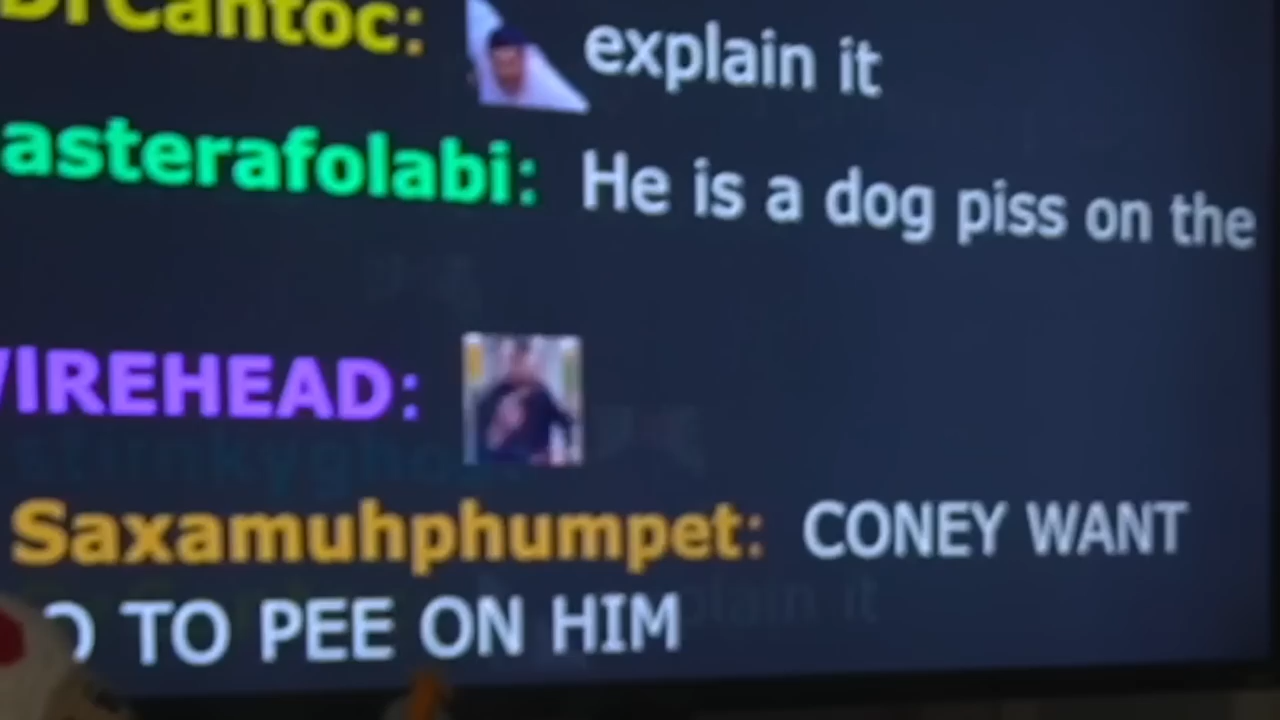 explain it
asterafolabi: He is a dog piss on the
IREHEAD:
Saxamuhphumpet: CONEY WANT
TO PEE ON HIM